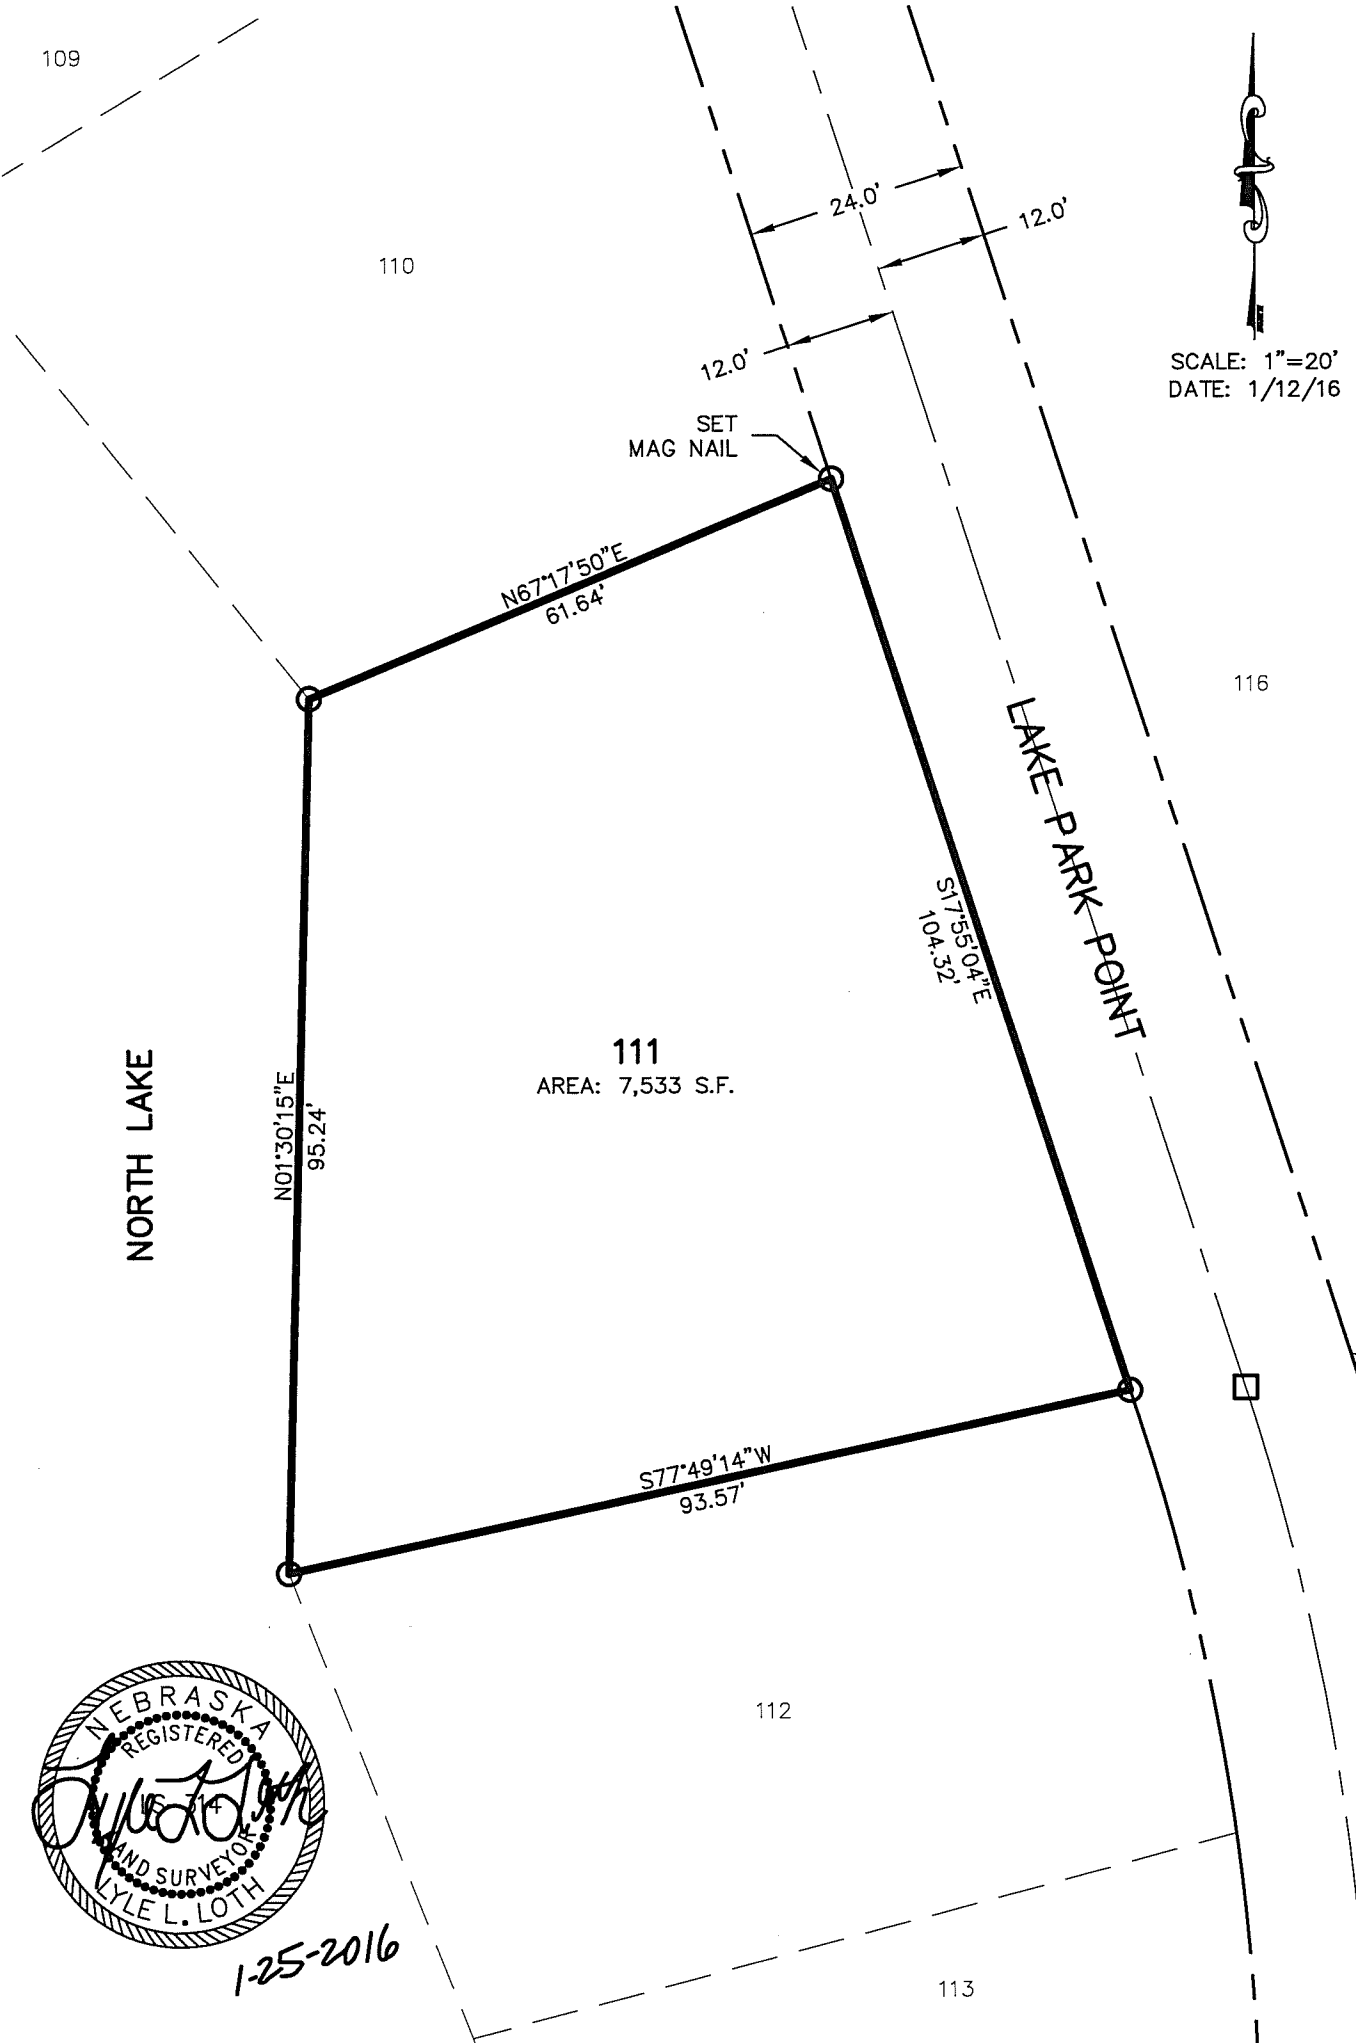 109
110
24.0'
12.0'
12.0'
SCALE: 1"=20'
DATE: 1/12/16
SET
MAG NAIL
N67°17'50"E
61.64'
116
LAKE PARK POINT
S17°55'04"E
104.32'
111
AREA: 7,533 S.F.
NORTH LAKE
N01°30'15"E
95.24'
S77°49'14"W
93.57'
112
NEBRASKA
REGISTERED
LS 314
LAND SURVEYOR
LYLE L. LOTH
1-25-2016
113